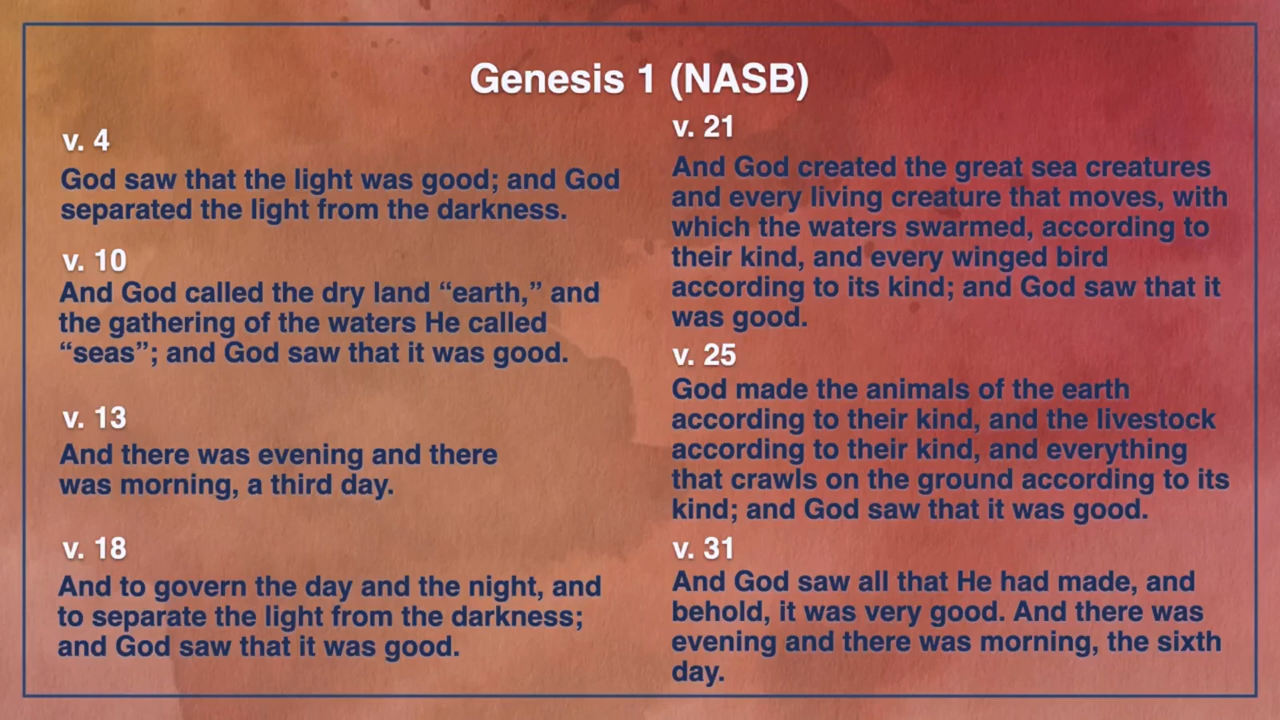 Genesis 1 (NASB)
v. 4
God saw that the light was good; and God
separated the light from the darkness.
v. 10
And God called the dry land “earth,” and
the gathering of the waters He called
“seas”; and God saw that it was good.
v. 13
And there was evening and there
was morning, a third day.
v. 18
And to govern the day and the night, and
to separate the light from the darkness;
and God saw that it was good.
v. 21
And God created the great sea creatures
and every living creature that moves, with
which the waters swarmed, according to
their kind, and every winged bird
according to its kind; and God saw that it
was good.
v. 25
God made the animals of the earth
according to their kind, and the livestock
according to their kind, and everything
that crawls on the ground according to its
kind; and God saw that it was good.
v. 31
And God saw all that He had made, and
behold, it was very good. And there was
evening and there was morning, the sixth
day.